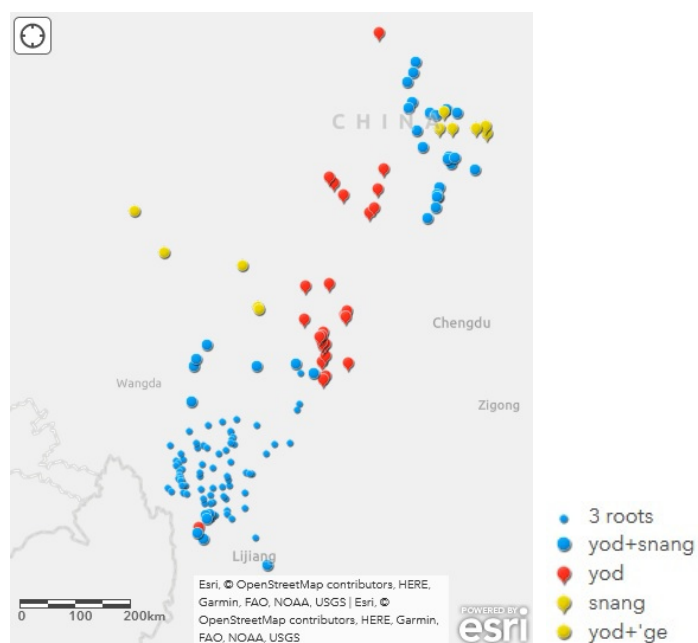 CHINA
Chengdu
Wangda
Zigong
Lijiang
0 100 200km
Esri, © OpenStreetMap contributors, HERE,
Garmin, FAO, NOAA, USGS | Esri, ©
OpenStreetMap contributors, HERE, Garmin,
FAO, NOAA, USGS
POWERED BY
esri
3 roots
yod+snang
yod
snang
yod+'ge